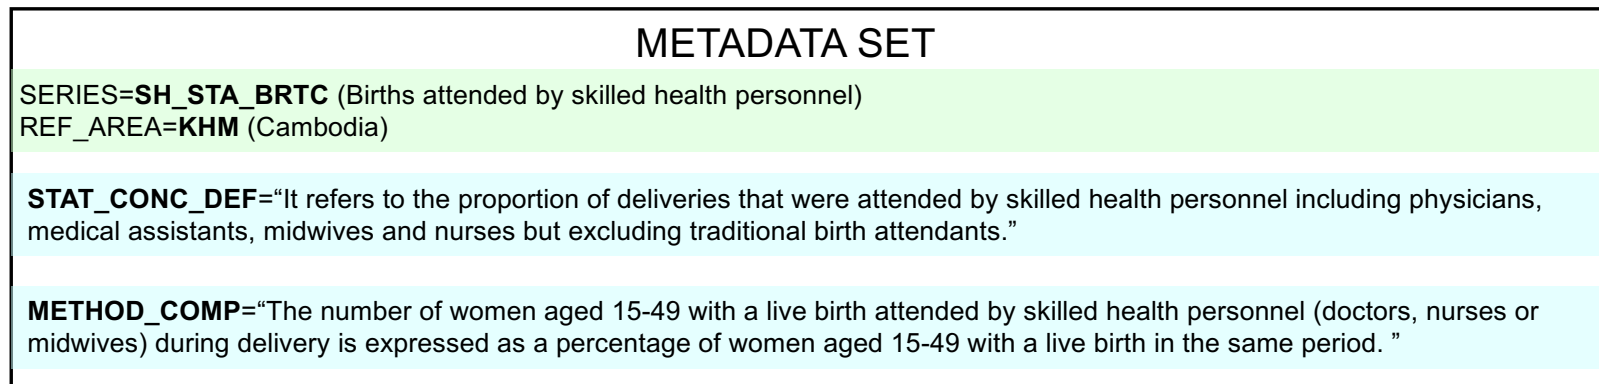 METADATA SET
SERIES=SH_STA_BRTC (Births attended by skilled health personnel)
REF_AREA=KHM (Cambodia)
STAT_CONC_DEF=“It refers to the proportion of deliveries that were attended by skilled health personnel including physicians,
medical assistants, midwives and nurses but excluding traditional birth attendants.”
METHOD_COMP=“The number of women aged 15-49 with a live birth attended by skilled health personnel (doctors, nurses or
midwives) during delivery is expressed as a percentage of women aged 15-49 with a live birth in the same period. ”